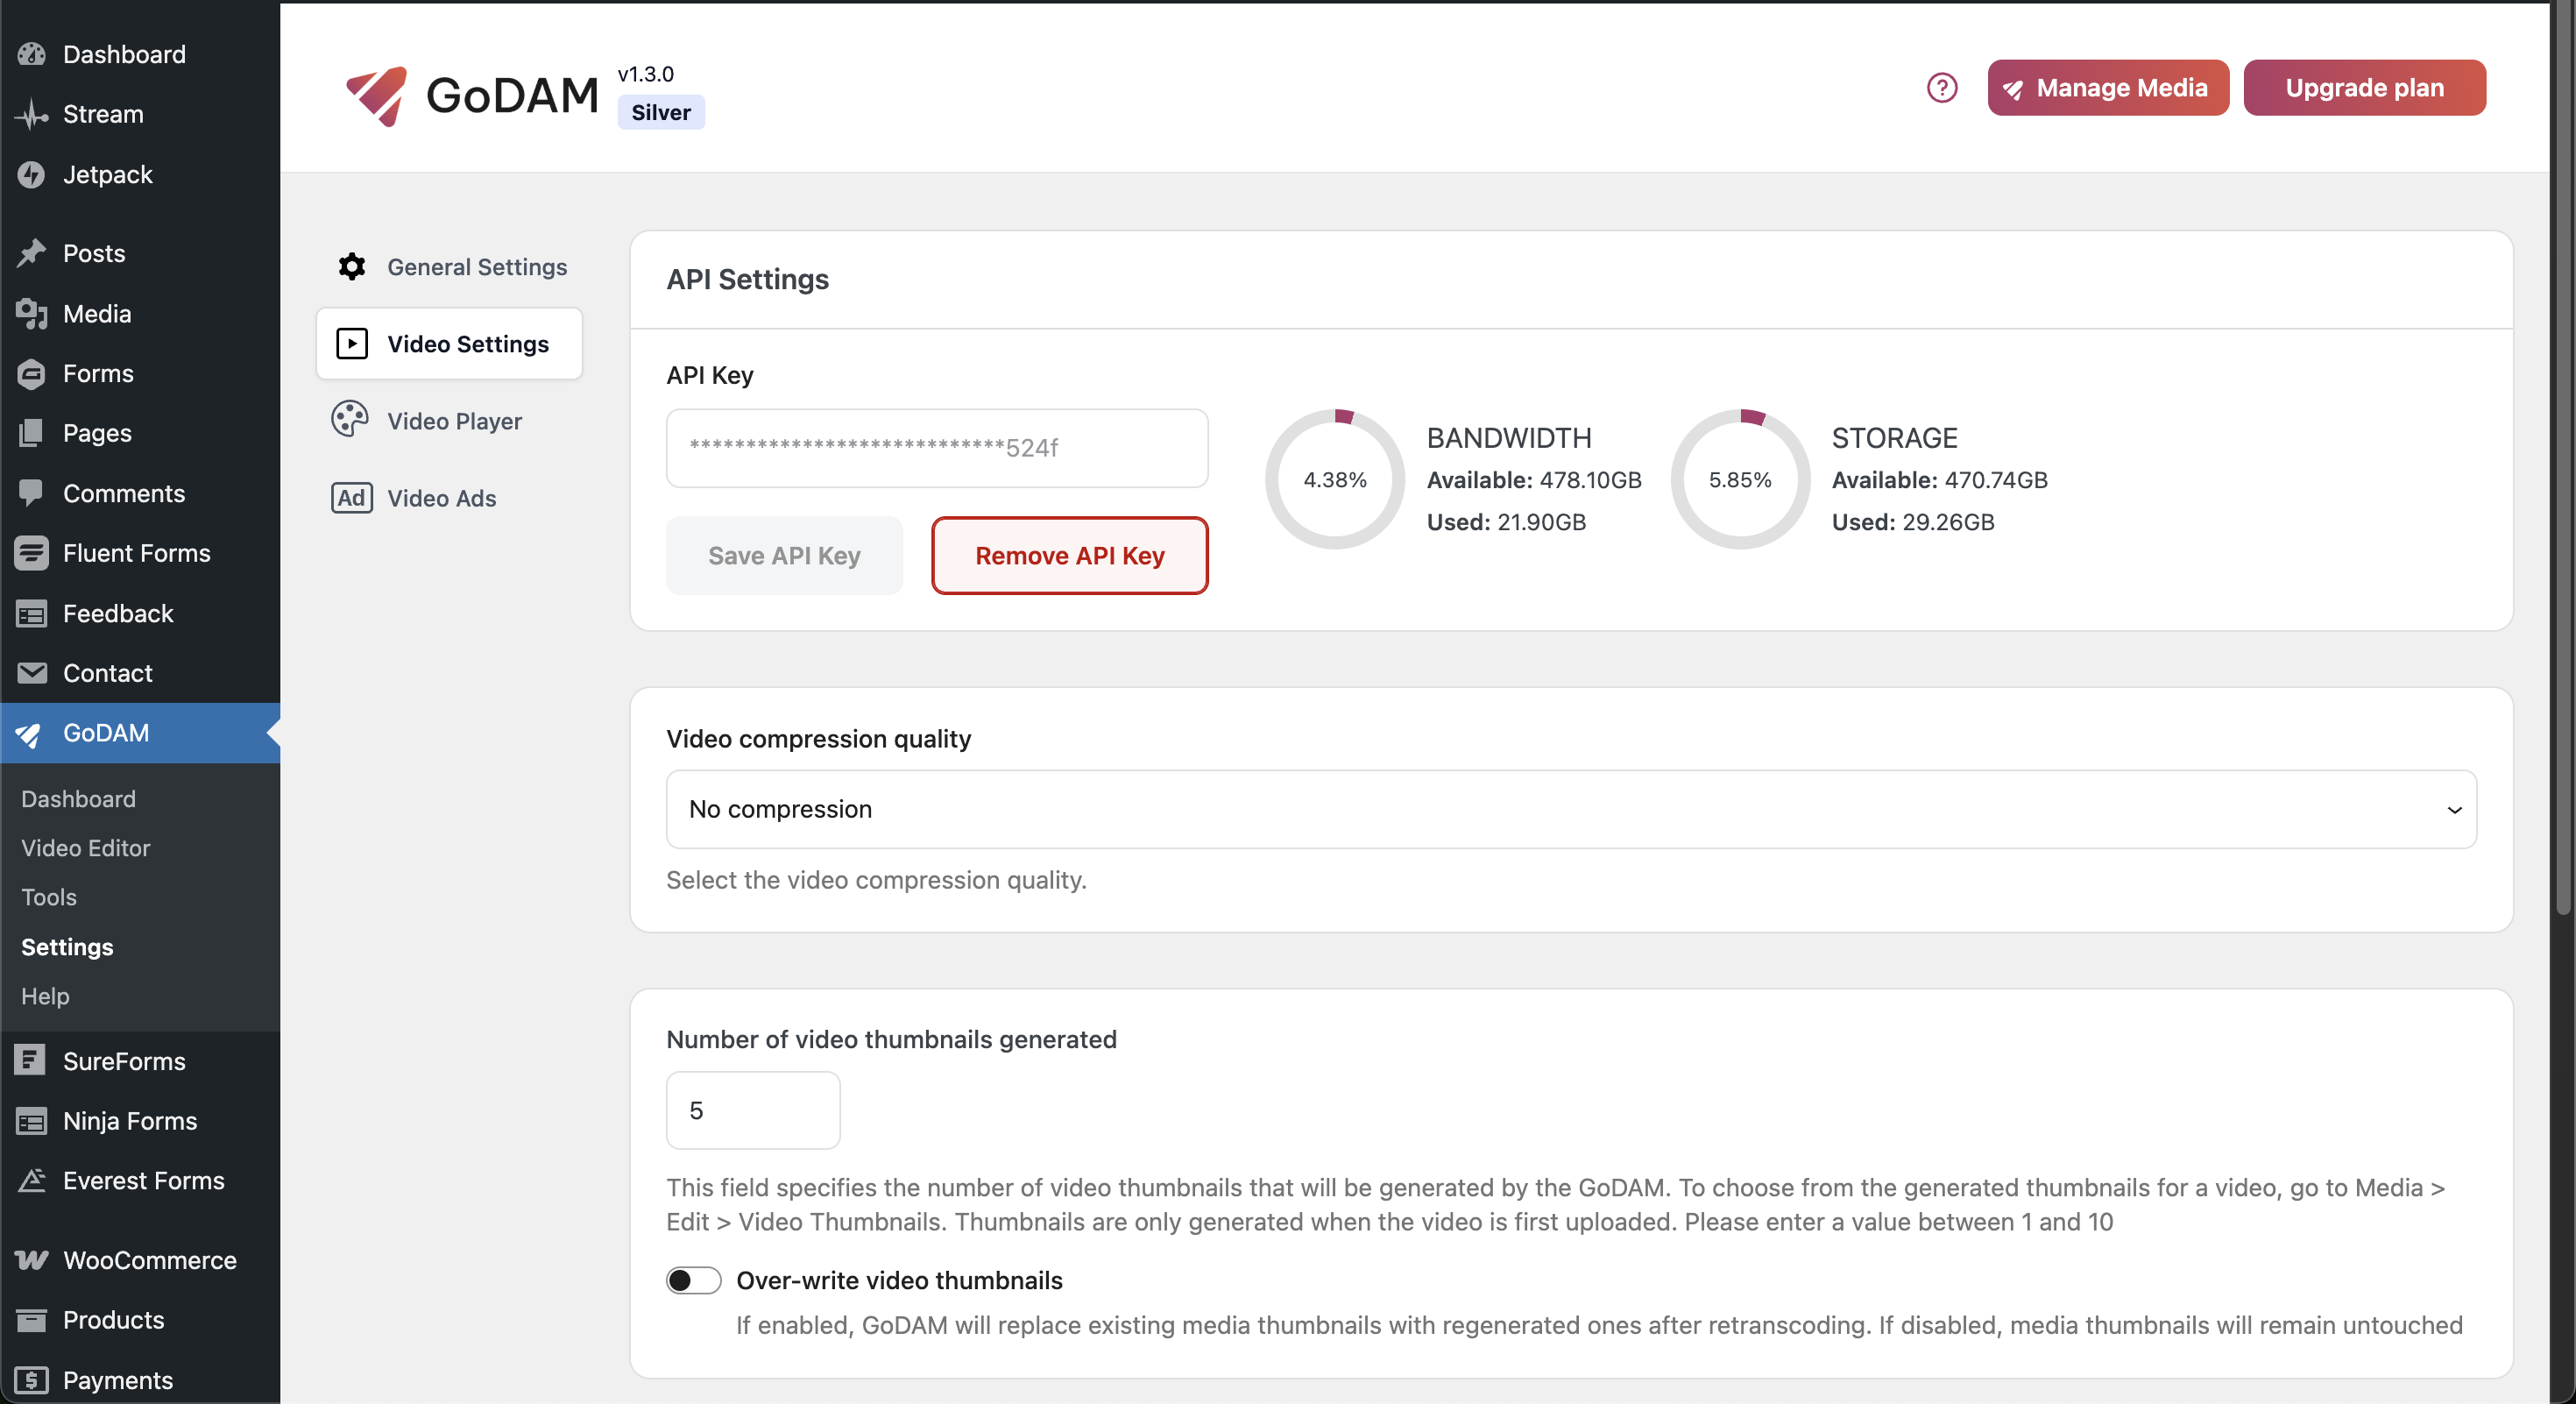 Dashboard
Stream
Jetpack
Posts
Media
Forms
Pages
Comments
Fluent Forms
Feedback
Contact
GoDAM
Dashboard
Video Editor
Tools
Settings
Help
SureForms
Ninja Forms
Everest Forms
WooCommerce
Products
Payments
GoDAM
v1.3.0
Silver
?
Manage Media
Upgrade plan
General Settings
Video Settings
Video Player
Ad Video Ads
API Settings
API Key
****************************524f
Save API Key
Remove API Key
4.38%
BANDWIDTH
Available: 478.10GB
Used: 21.90GB
5.85%
STORAGE
Available: 470.74GB
Used: 29.26GB
Video compression quality
No compression
Select the video compression quality.
Number of video thumbnails generated
5
This field specifies the number of video thumbnails that will be generated by the GoDAM. To choose from the generated thumbnails for a video, go to Media >
Edit > Video Thumbnails. Thumbnails are only generated when the video is first uploaded. Please enter a value between 1 and 10
Over-write video thumbnails
If enabled, GoDAM will replace existing media thumbnails with regenerated ones after retranscoding. If disabled, media thumbnails will remain untouched